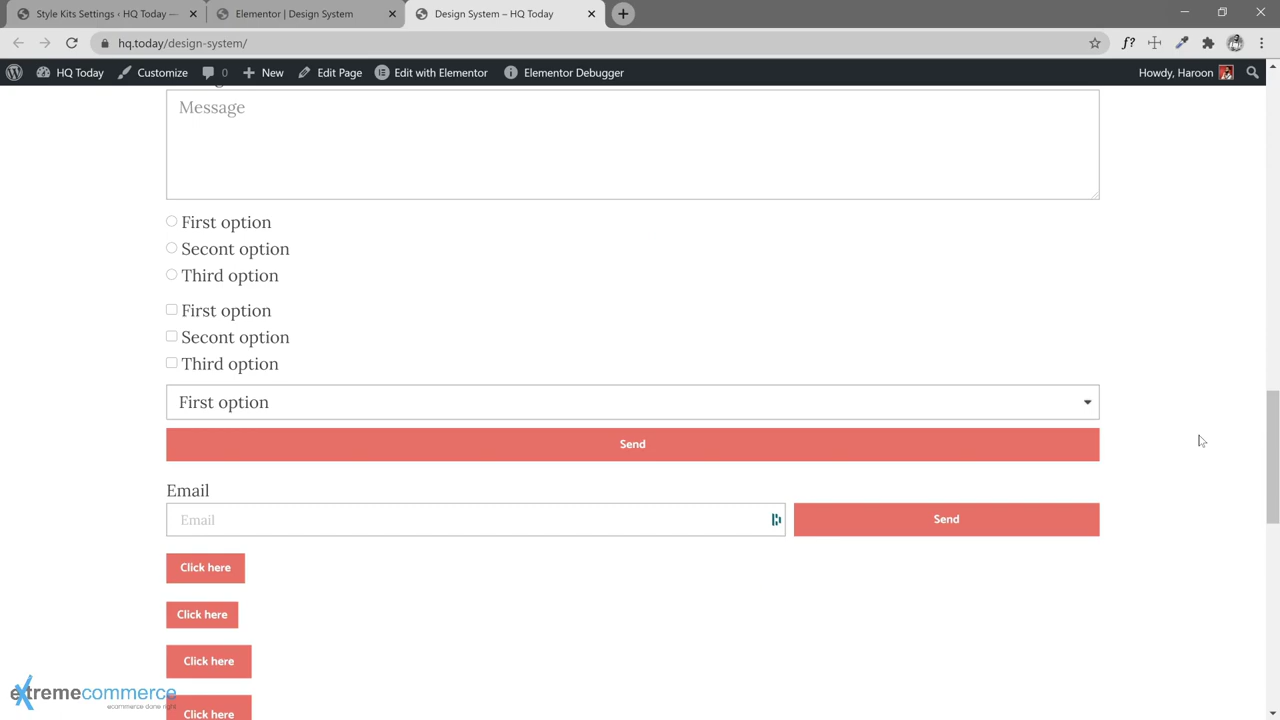 Style Kits Settings ‹ HQ Today —
Elementor | Design System
Design System – HQ Today
hq.today/design-system/
f?
HQ Today
Customize
0
New
Edit Page
Edit with Elementor
Elementor Debugger
Howdy, Haroon
Message
First option
Secont option
Third option
First option
Secont option
Third option
First option
Send
Email
Email
Send
Click here
Click here
Click here
Click here
extremecommerce
ecommerce done right